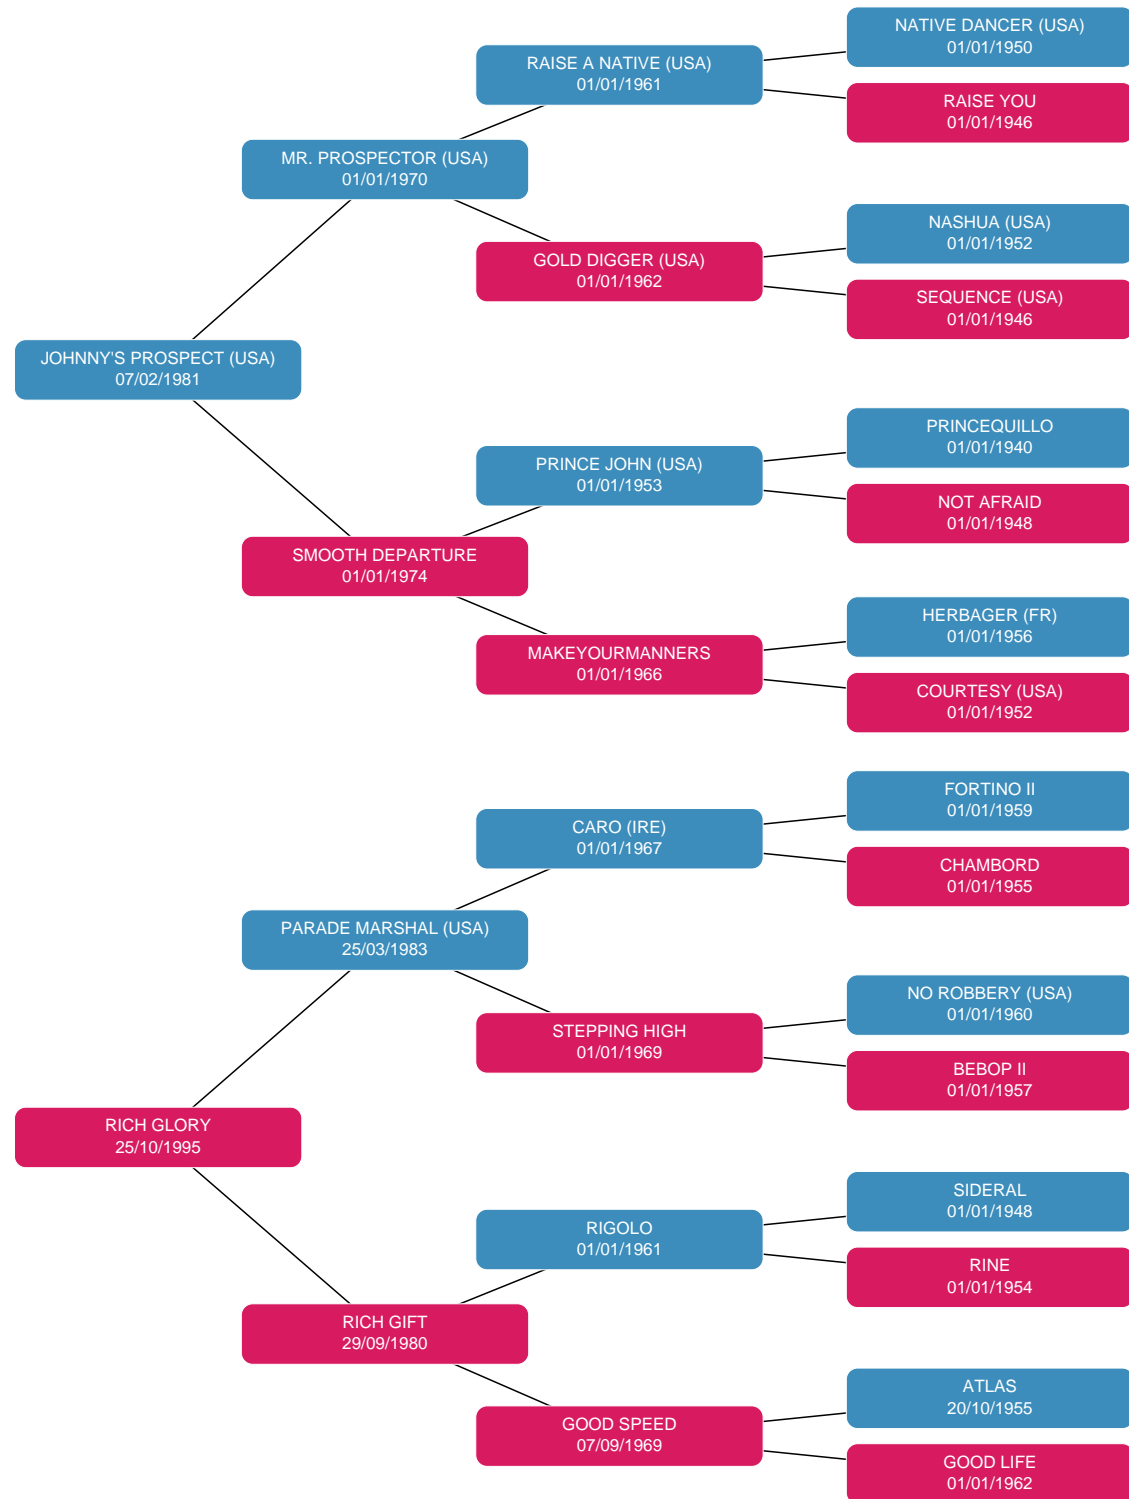 NATIVE DANCER (USA)
01/01/1950
RAISE A NATIVE (USA)
01/01/1961
RAISE YOU
01/01/1946
MR. PROSPECTOR (USA)
01/01/1970
NASHUA (USA)
01/01/1952
GOLD DIGGER (USA)
01/01/1962
SEQUENCE (USA)
01/01/1946
JOHNNY'S PROSPECT (USA)
07/02/1981
PRINCEQUILLO
01/01/1940
PRINCE JOHN (USA)
01/01/1953
NOT AFRAID
01/01/1948
SMOOTH DEPARTURE
01/01/1974
HERBAGER (FR)
01/01/1956
MAKEYOURMANNERS
01/01/1966
COURTESY (USA)
01/01/1952
FORTINO II
01/01/1959
CARO (IRE)
01/01/1967
CHAMBORD
01/01/1955
PARADE MARSHAL (USA)
25/03/1983
NO ROBBERY (USA)
01/01/1960
STEPPING HIGH
01/01/1969
BEBOP II
01/01/1957
RICH GLORY
25/10/1995
SIDERAL
01/01/1948
RIGOLO
01/01/1961
RINE
01/01/1954
RICH GIFT
29/09/1980
ATLAS
20/10/1955
GOOD SPEED
07/09/1969
GOOD LIFE
01/01/1962